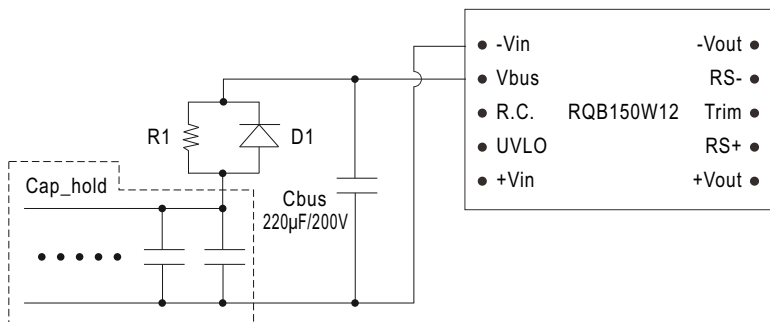 -Vin -Vout
Vbus RS-
R.C. RQB150W12 Trim
UVLO RS+
+Vin +Vout
R1 D1
Cap_hold
Cbus
220µF/200V